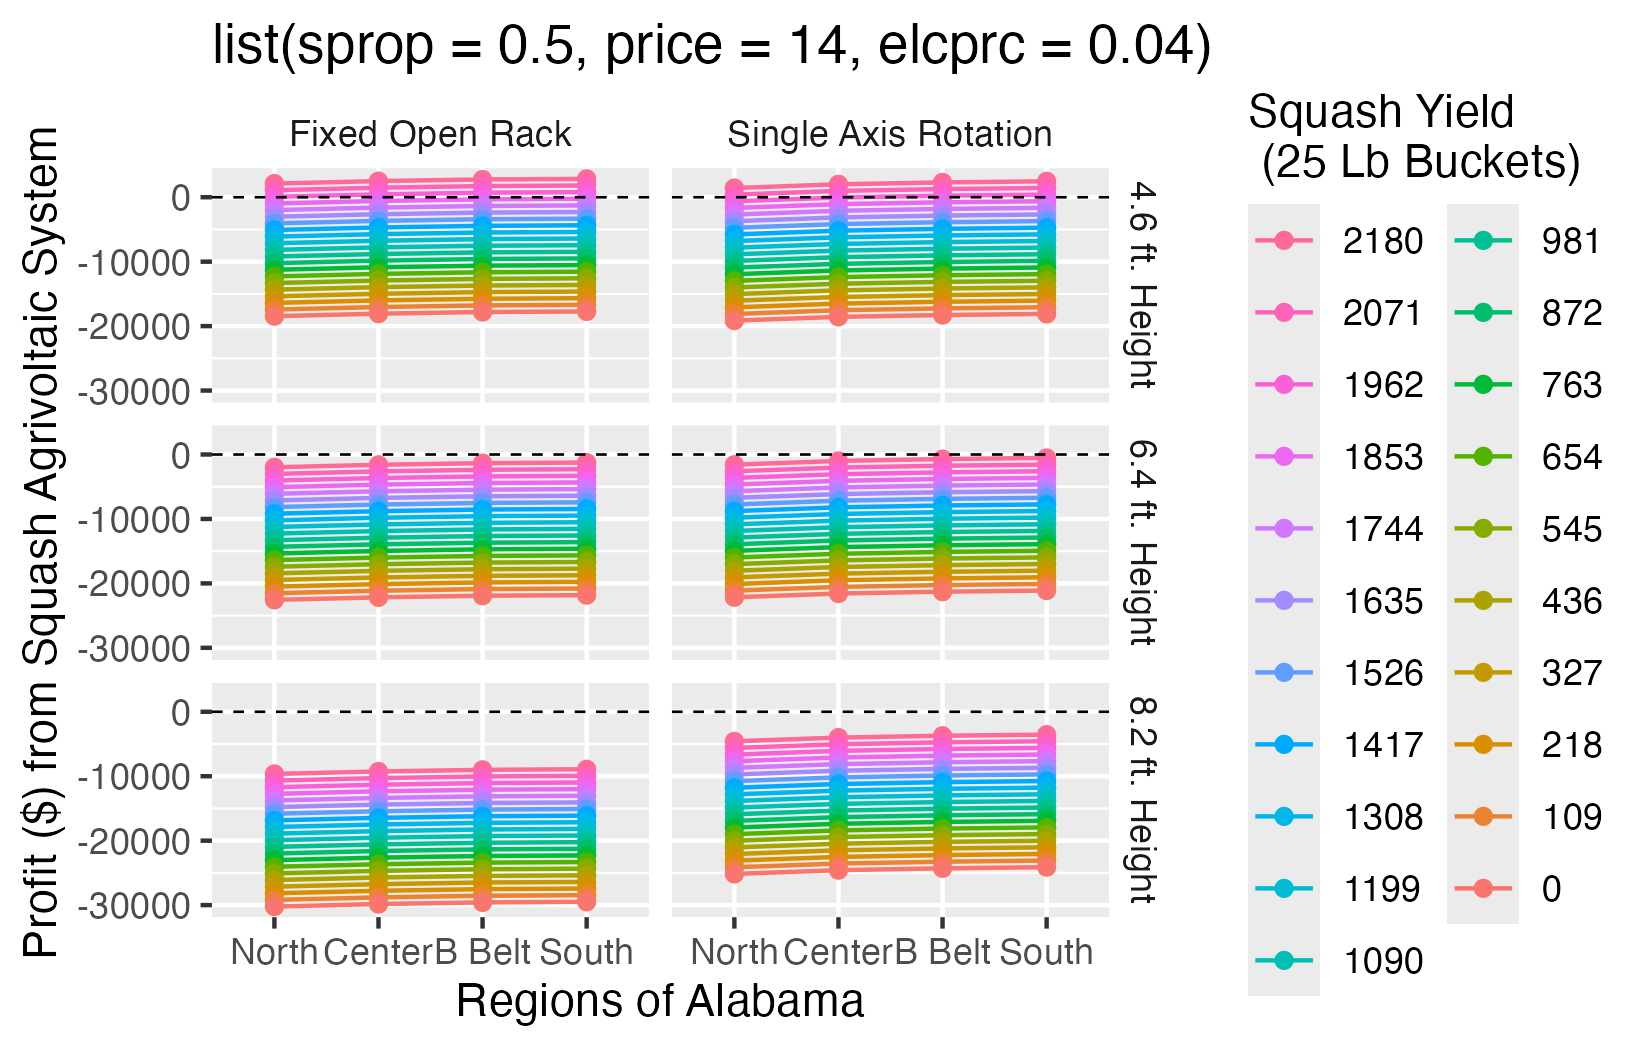 list(sprop = 0.5, price = 14, elcprc = 0.04)
Profit ($) from Squash Agrivoltaic System
Fixed Open Rack
Single Axis Rotation
0
-10000
-20000
-30000
4.6 ft. Height
0
-10000
-20000
-30000
6.4 ft. Height
0
-10000
-20000
-30000
8.2 ft. Height
North Center B Belt South
North Center B Belt South
Regions of Alabama
Squash Yield
(25 Lb Buckets)
2180
2071
1962
1853
1744
1635
1526
1417
1308
1199
1090
981
872
763
654
545
436
327
218
109
0